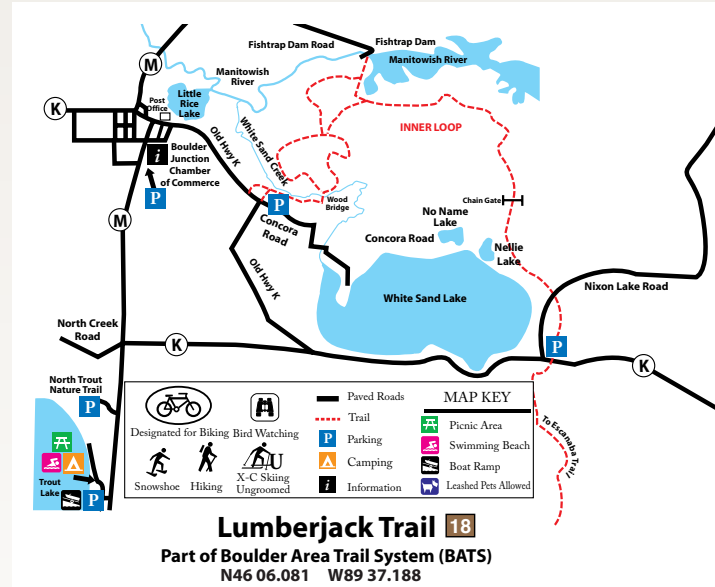 Fishtrap Dam Road
Fishtrap Dam
Manitowish River
M
Manitowish
River
Little
Rice
Lake
Post
Office
K
INNER LOOP
White Sand Creek
Old Hwy K
i
Boulder
Junction
Chamber
of Commerce
P
P
Wood
Bridge
Chain Gate
No Name
Lake
Concora Road
Nellie
Lake
M
Concora
Road
Old Hwy K
White Sand Lake
Nixon Lake Road
North Creek
Road
K
P
K
North Trout
Nature Trail
P
Trout
Lake
P
Designated for Biking
Bird Watching
Snowshoe
Hiking
X-C Skiing
Ungroomed
U
Paved Roads
Trail
P
Parking
Camping
i
Information
MAP KEY
Picnic Area
Swimming Beach
Boat Ramp
Leashed Pets Allowed
To Escanaba Trail
Lumberjack Trail 18
Part of Boulder Area Trail System (BATS)
N46 06.081 W89 37.188